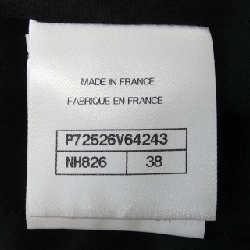 MADE IN FRANCE
FABRIQUE EN FRANCE
P72526V64243
NH826 38